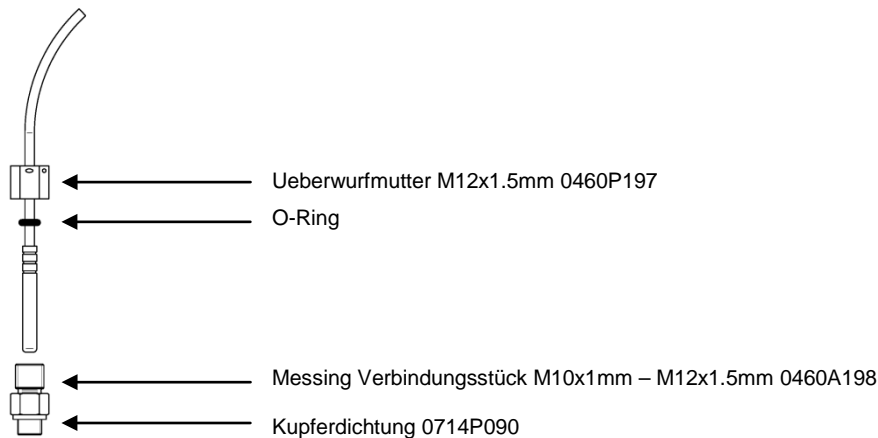 Ueberwurfmutter M12x1.5mm 0460P197
O-Ring
Messing Verbindungsstück M10x1mm – M12x1.5mm 0460A198
Kupferdichtung 0714P090